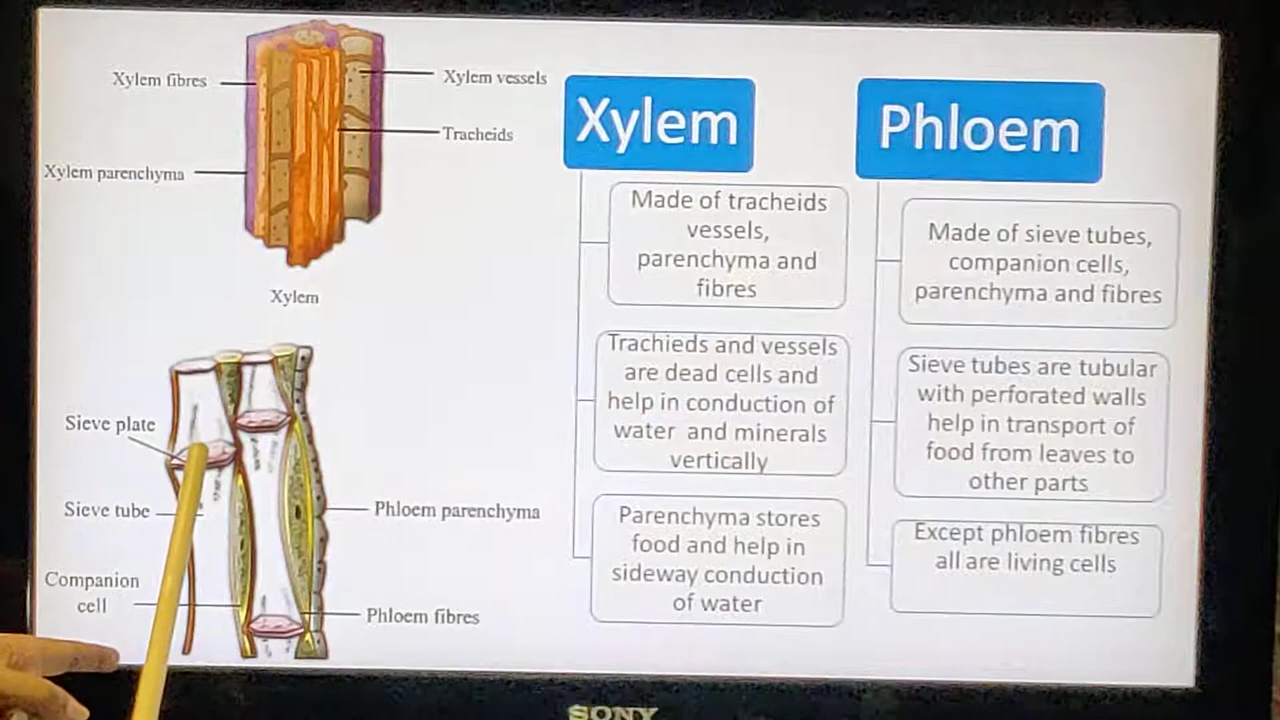 Xylem fibres
Xylem vessels
Tracheids
Xylem parenchyma
Xylem
Sieve plate
Sieve tube
Phloem parenchyma
Companion
cell
Phloem fibres
Xylem
Made of tracheids
vessels,
parenchyma and
fibres
Trachieds and vessels
are dead cells and
help in conduction of
water and minerals
vertically
Parenchyma stores
food and help in
sideway conduction
of water
Phloem
Made of sieve tubes,
companion cells,
parenchyma and fibres
Sieve tubes are tubular
with perforated walls
help in transport of
food from leaves to
other parts
Except phloem fibres
all are living cells
SONY